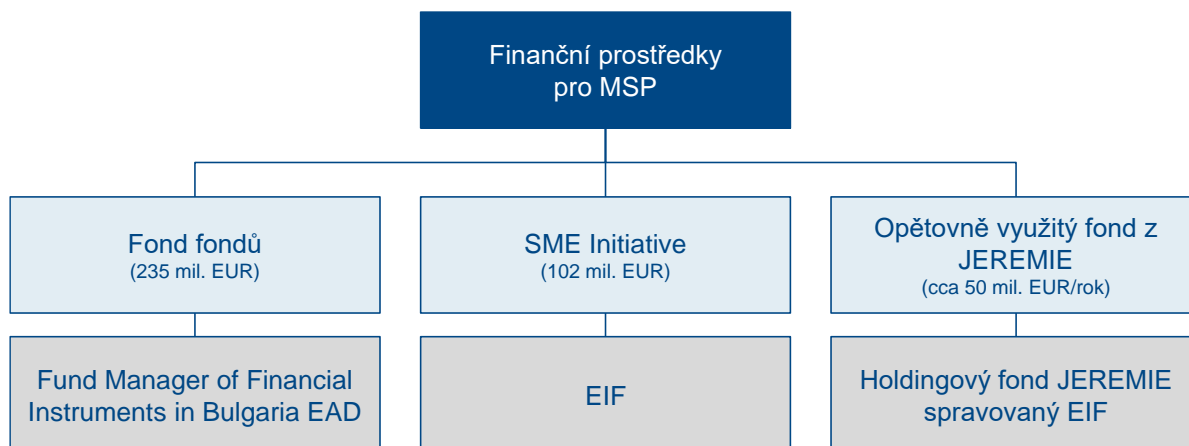 Finanční prostředky
pro MSP
Fond fondů
(235 mil. EUR)
SME Initiative
(102 mil. EUR)
Opětovně využitý fond z
JEREMIE
(cca 50 mil. EUR/rok)
Fund Manager of Financial
Instruments in Bulgaria EAD
EIF
Holdingový fond JEREMIE
spravovaný EIF